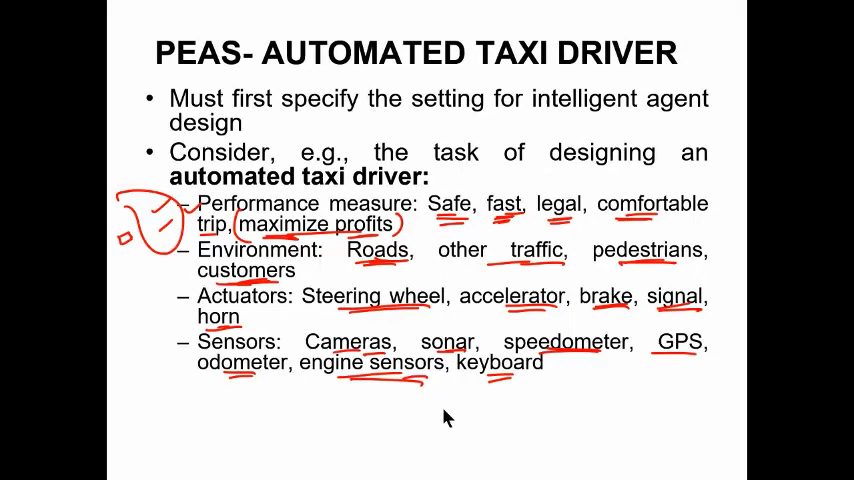 PEAS- AUTOMATED TAXI DRIVER
• Must first specify the setting for intelligent agent
design
• Consider, e.g., the task of designing an
automated taxi driver:
– Performance measure: Safe, fast, legal, comfortable
trip, maximize profits
– Environment: Roads, other traffic, pedestrians,
customers
– Actuators: Steering wheel, accelerator, brake, signal,
horn
– Sensors: Cameras, sonar, speedometer, GPS,
odometer, engine sensors, keyboard